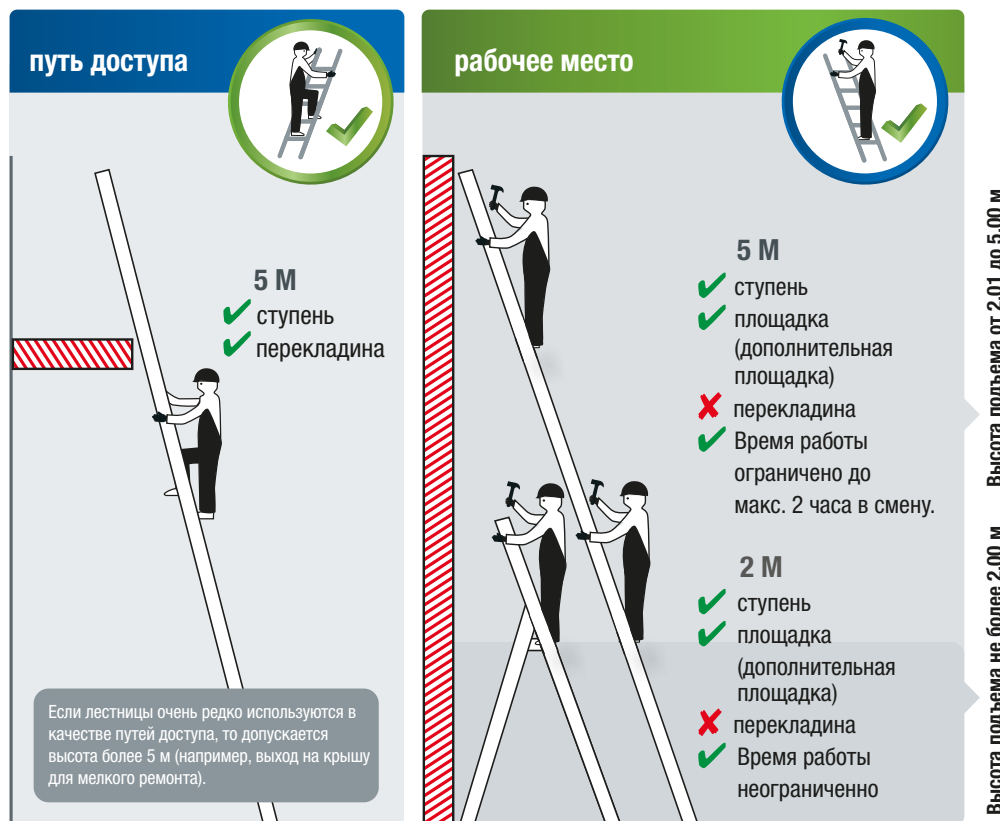 путь доступа
5 М
ступень
перекладина
Если лестницы очень редко используются в
качестве путей доступа, то допускается
высота более 5 м (например, выход на крышу
для мелкого ремонта).
рабочее место
5 М
ступень
площадка
(дополнительная
площадка)
перекладина
Время работы
ограничено до
макс. 2 часа в смену.
2 М
ступень
площадка
(дополнительная
площадка)
перекладина
Время работы
неограниченно
Высота подъема от 2.01 до 5.00 м
Высота подъема не более 2.00 м